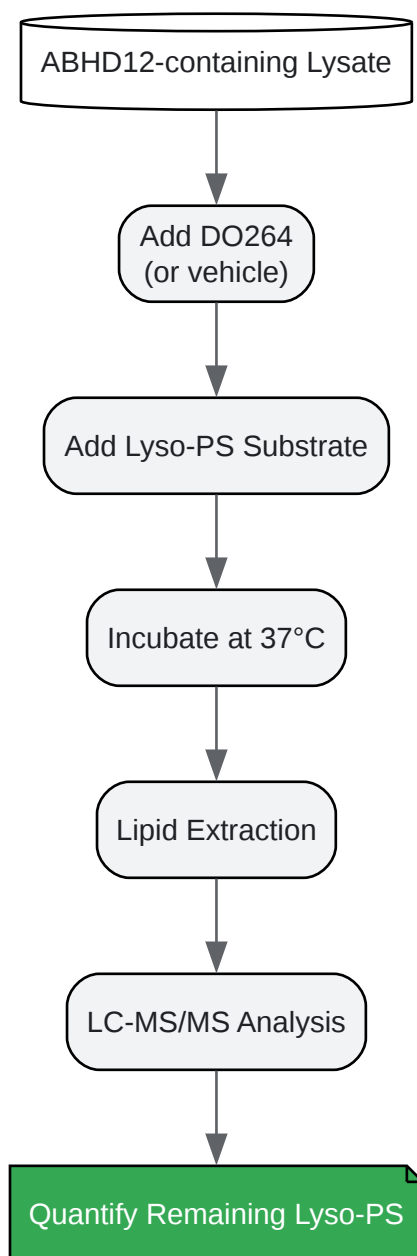 ABHD12-containing Lysate
Add DO264
(or vehicle)
Add Lyso-PS Substrate
Incubate at 37°C
Lipid Extraction
LC-MS/MS Analysis
Quantify Remaining Lyso-PS